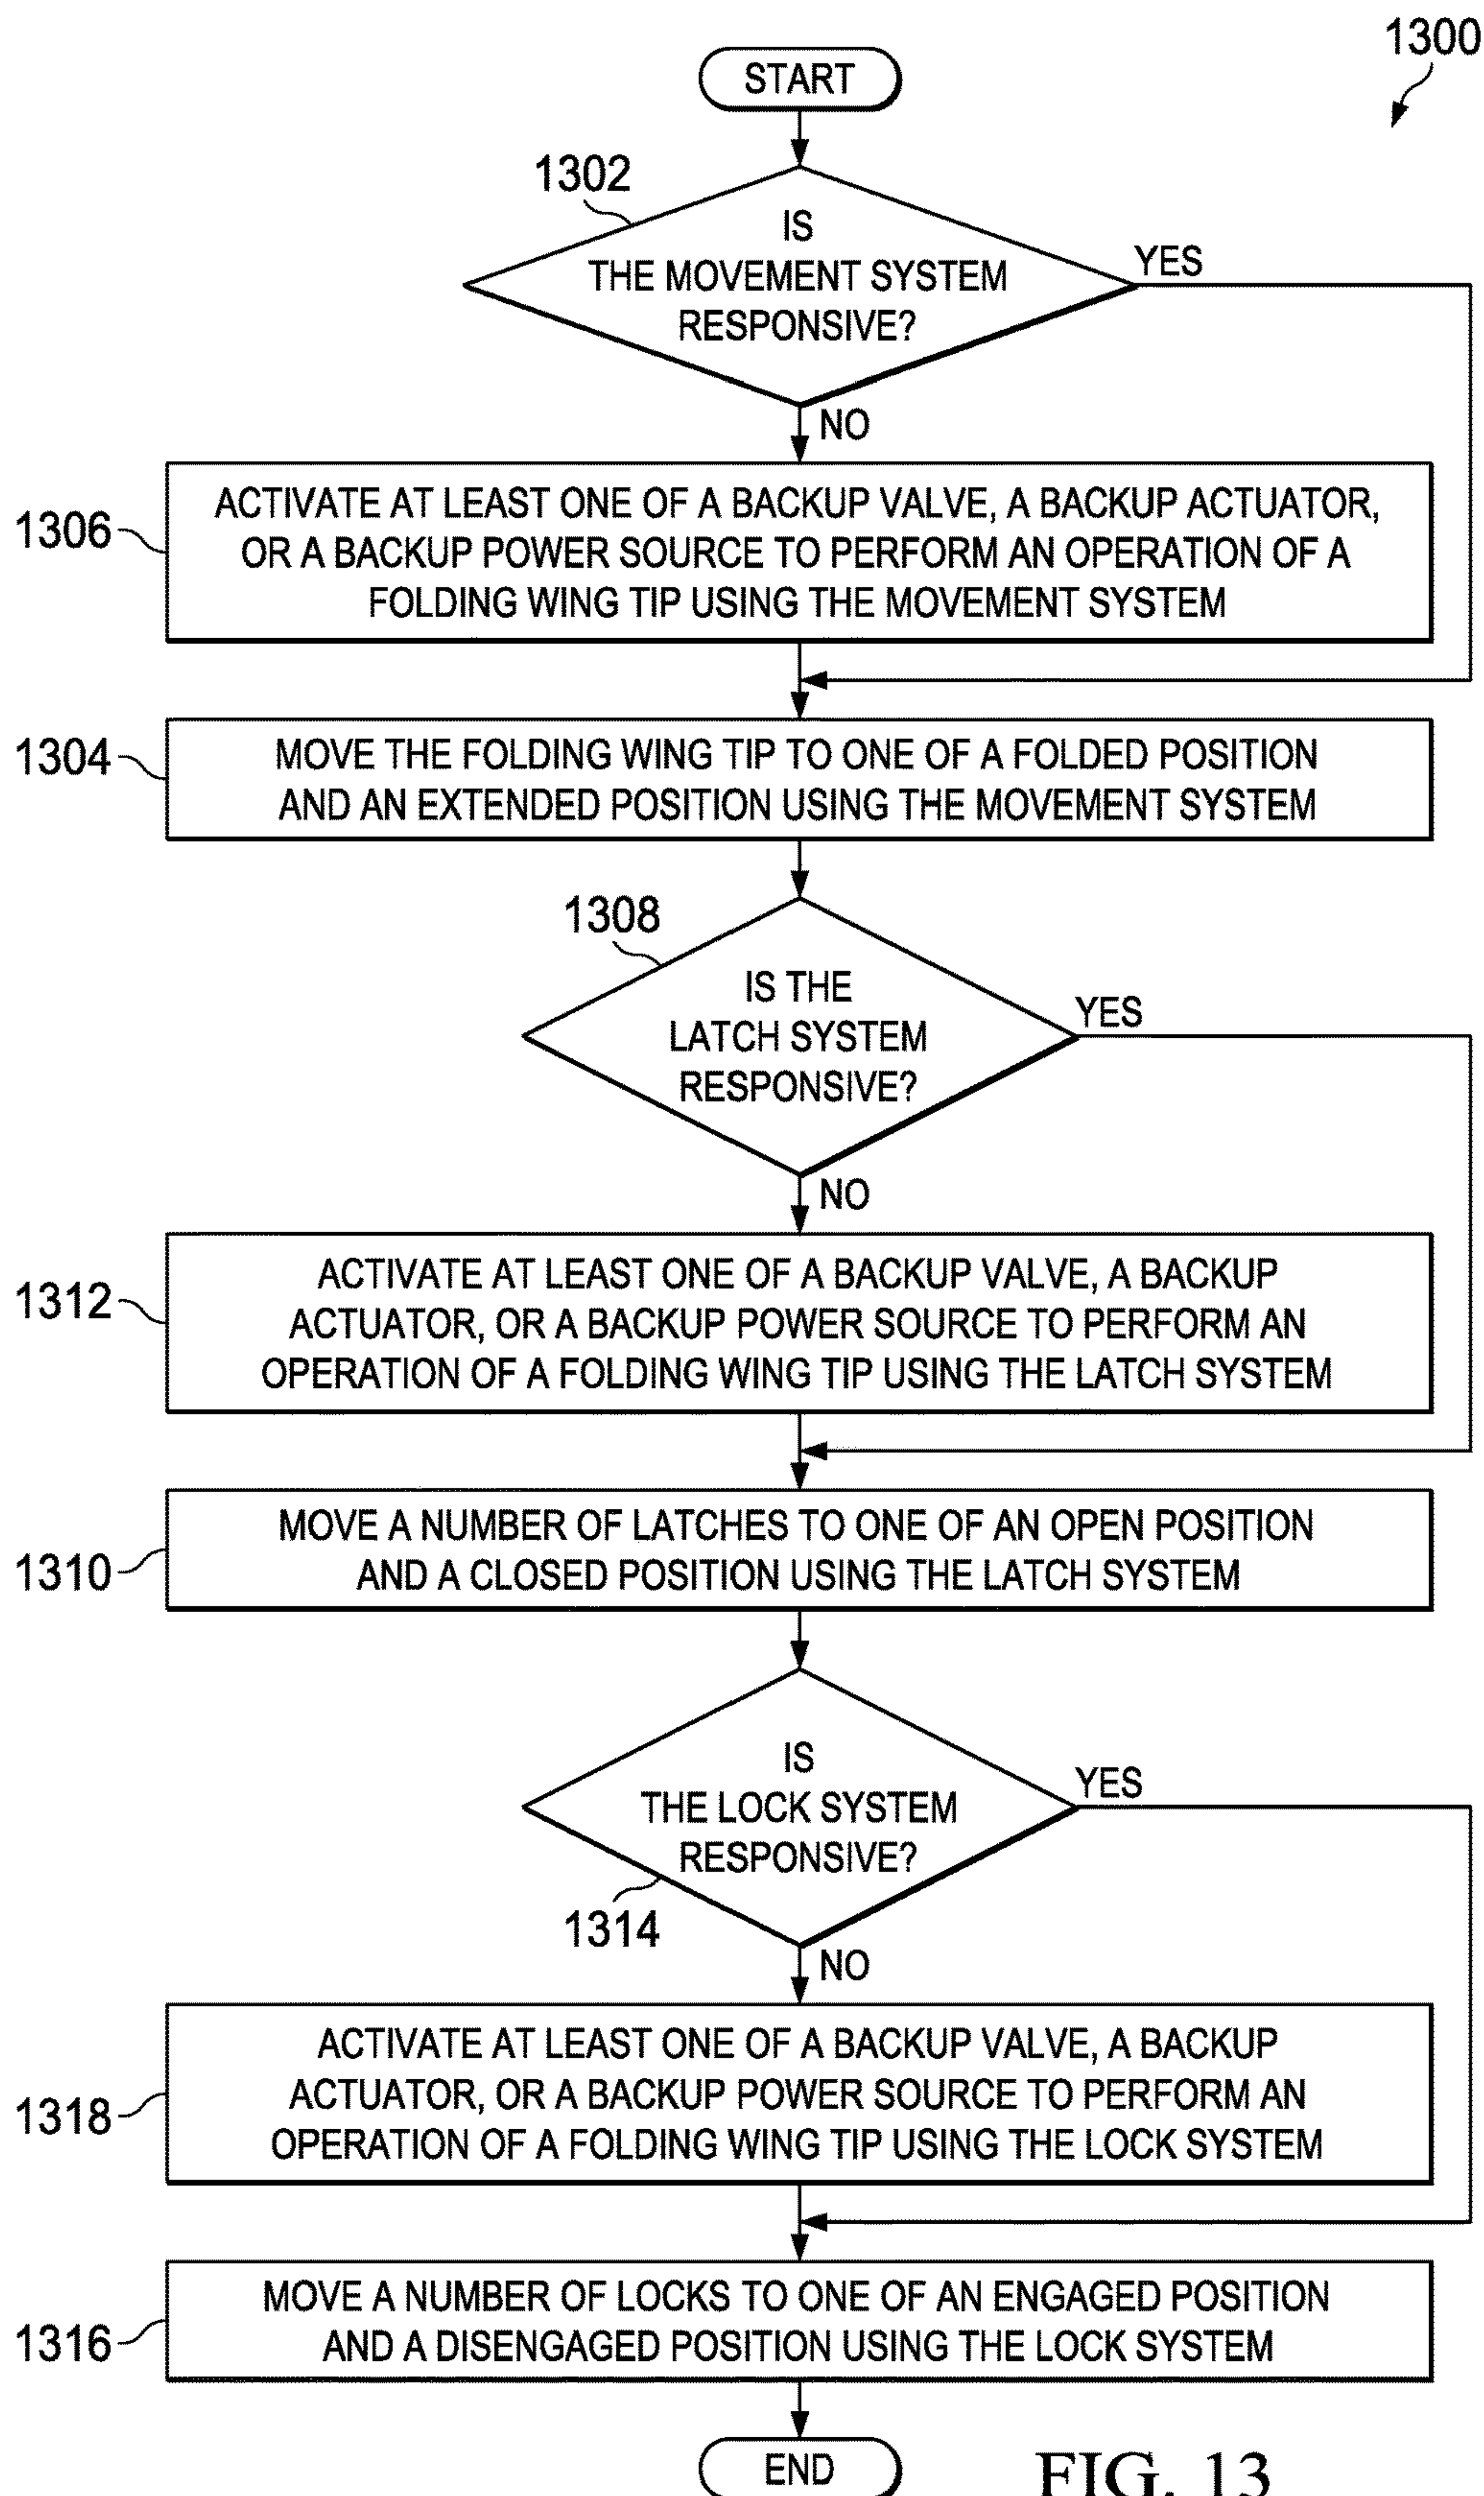 1300
START
1302
IS
THE MOVEMENT SYSTEM
RESPONSIVE?
YES
NO
1306
ACTIVATE AT LEAST ONE OF A BACKUP VALVE, A BACKUP ACTUATOR,
OR A BACKUP POWER SOURCE TO PERFORM AN OPERATION OF A
FOLDING WING TIP USING THE MOVEMENT SYSTEM
1304
MOVE THE FOLDING WING TIP TO ONE OF A FOLDED POSITION
AND AN EXTENDED POSITION USING THE MOVEMENT SYSTEM
1308
IS THE
LATCH SYSTEM
RESPONSIVE?
YES
NO
1312
ACTIVATE AT LEAST ONE OF A BACKUP VALVE, A BACKUP
ACTUATOR, OR A BACKUP POWER SOURCE TO PERFORM AN
OPERATION OF A FOLDING WING TIP USING THE LATCH SYSTEM
1310
MOVE A NUMBER OF LATCHES TO ONE OF AN OPEN POSITION
AND A CLOSED POSITION USING THE LATCH SYSTEM
IS
THE LOCK SYSTEM
RESPONSIVE?
YES
1314
NO
1318
ACTIVATE AT LEAST ONE OF A BACKUP VALVE, A BACKUP
ACTUATOR, OR A BACKUP POWER SOURCE TO PERFORM AN
OPERATION OF A FOLDING WING TIP USING THE LOCK SYSTEM
1316
MOVE A NUMBER OF LOCKS TO ONE OF AN ENGAGED POSITION
AND A DISENGAGED POSITION USING THE LOCK SYSTEM
END
FIG. 13